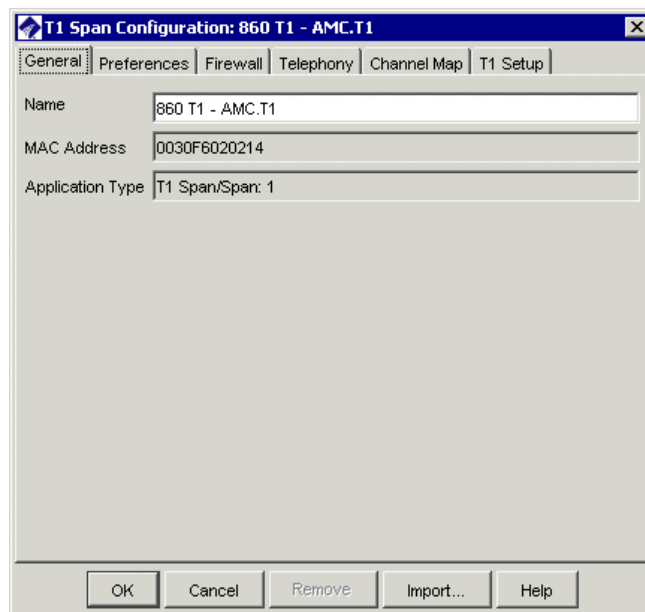 T1 Span Configuration: 860 T1 - AMC.T1
General Preferences Firewall Telephony Channel Map T1 Setup
Name 860 T1 - AMC.T1
MAC Address 0030F6020214
Application Type T1 Span/Span: 1
OK Cancel Remove Import... Help